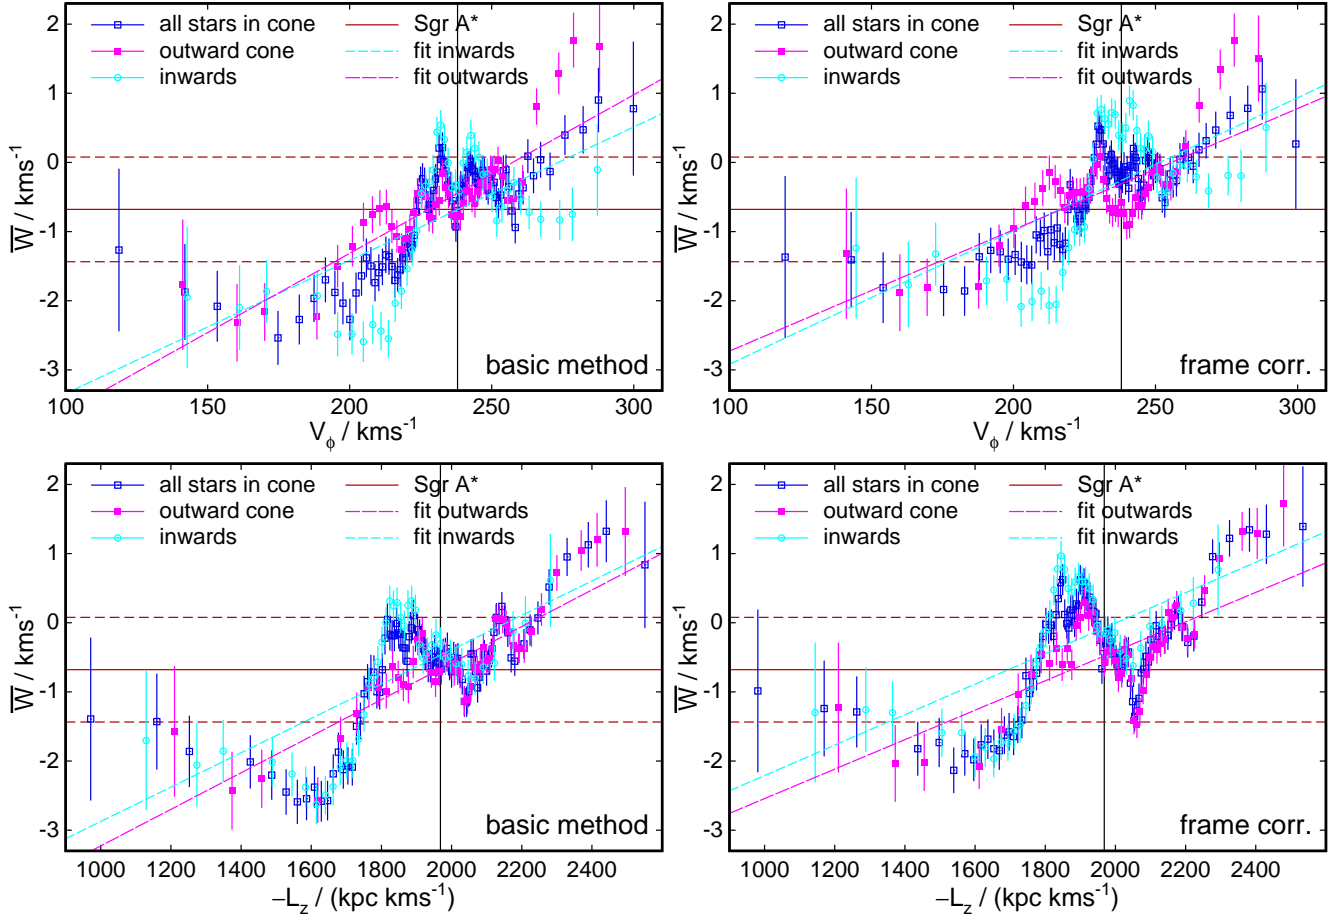 2
1
0
-1
-2
-3
W / kms-1
all stars in cone
outward cone
inwards
Sgr A*
fit inwards
fit outwards
basic method
100
150
200
250
300
Vϕ / kms-1
2
1
0
-1
-2
-3
W / kms-1
all stars in cone
outward cone
inwards
Sgr A*
fit inwards
fit outwards
frame corr.
100
150
200
250
300
Vϕ / kms-1
2
1
0
-1
-2
-3
W / kms-1
all stars in cone
outward cone
inwards
Sgr A*
fit outwards
fit inwards
basic method
1000 1200 1400 1600 1800 2000 2200 2400
−Lz / (kpc kms-1)
2
1
0
-1
-2
-3
W / kms-1
all stars in cone
outward cone
inwards
Sgr A*
fit outwards
fit inwards
frame corr.
1000 1200 1400 1600 1800 2000 2200 2400
−Lz / (kpc kms-1)